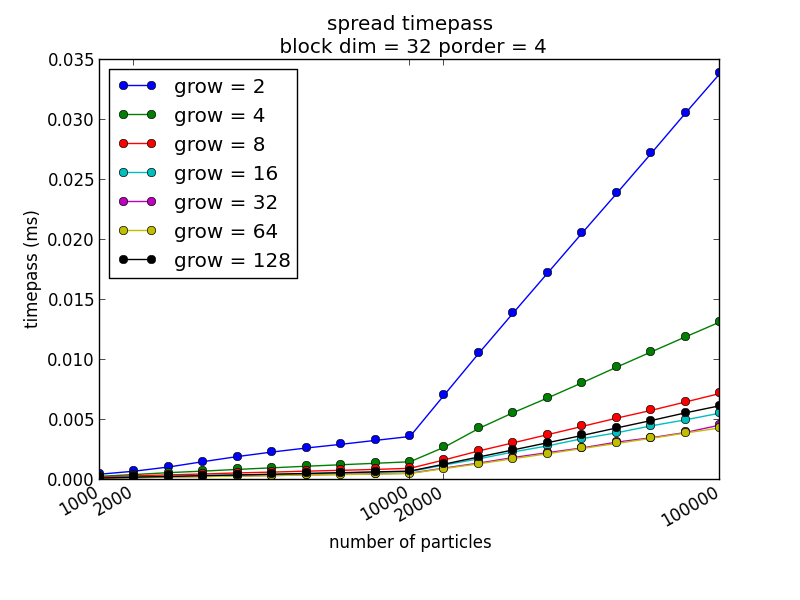 spread timepass
block dim = 32 porder = 4
0.035
0.030
0.025
0.020
0.015
0.010
0.005
0.000
timepass (ms)
grow = 2
grow = 4
grow = 8
grow = 16
grow = 32
grow = 64
grow = 128
1000
2000
10000
20000
100000
number of particles